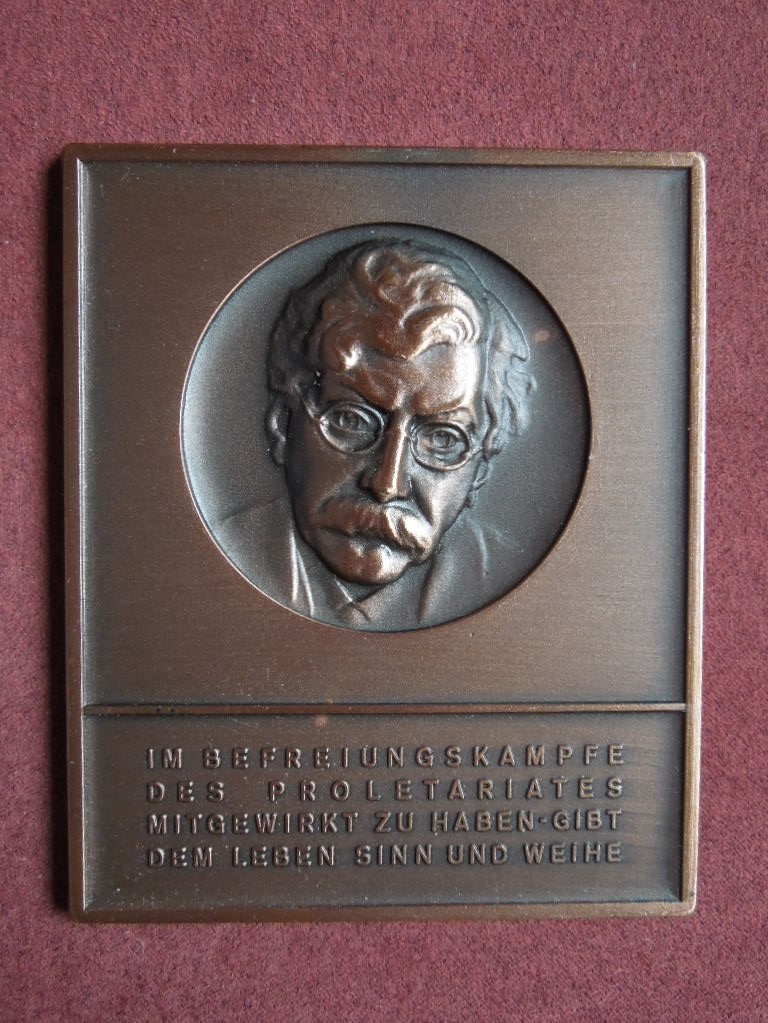 IM BEFREIUNGSKAMPFE
DES PROLETARIATES
MITGEWIRKT ZU HABEN-GIBT
DEM LEBEN SINN UND WEIHE